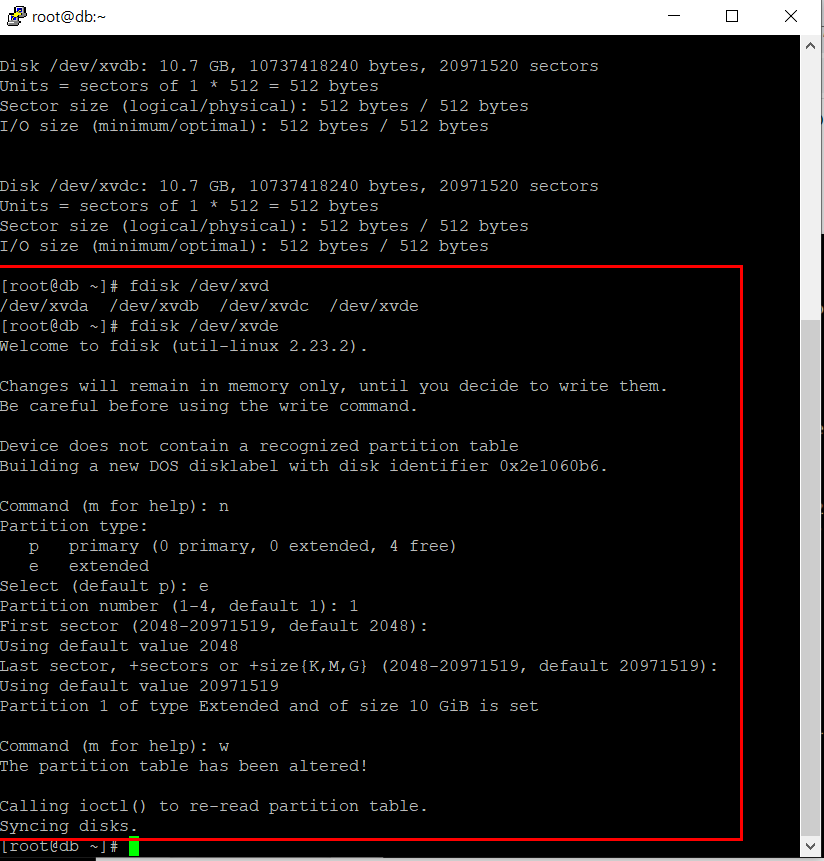 root@db:~
Disk /dev/xvdb: 10.7 GB, 10737418240 bytes, 20971520 sectors
Units = sectors of 1 * 512 = 512 bytes
Sector size (logical/physical): 512 bytes / 512 bytes
I/O size (minimum/optimal): 512 bytes / 512 bytes
Disk /dev/xvdc: 10.7 GB, 10737418240 bytes, 20971520 sectors
Units = sectors of 1 * 512 = 512 bytes
Sector size (logical/physical): 512 bytes / 512 bytes
I/O size (minimum/optimal): 512 bytes / 512 bytes
[root@db ~]# fdisk /dev/xvd
/dev/xvda  /dev/xvdb  /dev/xvdc  /dev/xvde
[root@db ~]# fdisk /dev/xvde
Welcome to fdisk (util-linux 2.23.2).
Changes will remain in memory only, until you decide to write them.
Be careful before using the write command.
Device does not contain a recognized partition table
Building a new DOS disklabel with disk identifier 0x2e1060b6.
Command (m for help): n
Partition type:
   p   primary (0 primary, 0 extended, 4 free)
   e   extended
Select (default p): e
Partition number (1-4, default 1): 1
First sector (2048-20971519, default 2048):
Using default value 2048
Last sector, +sectors or +size{K,M,G} (2048-20971519, default 20971519):
Using default value 20971519
Partition 1 of type Extended and of size 10 GiB is set
Command (m for help): w
The partition table has been altered!
Calling ioctl() to re-read partition table.
Syncing disks.
[root@db ~]#